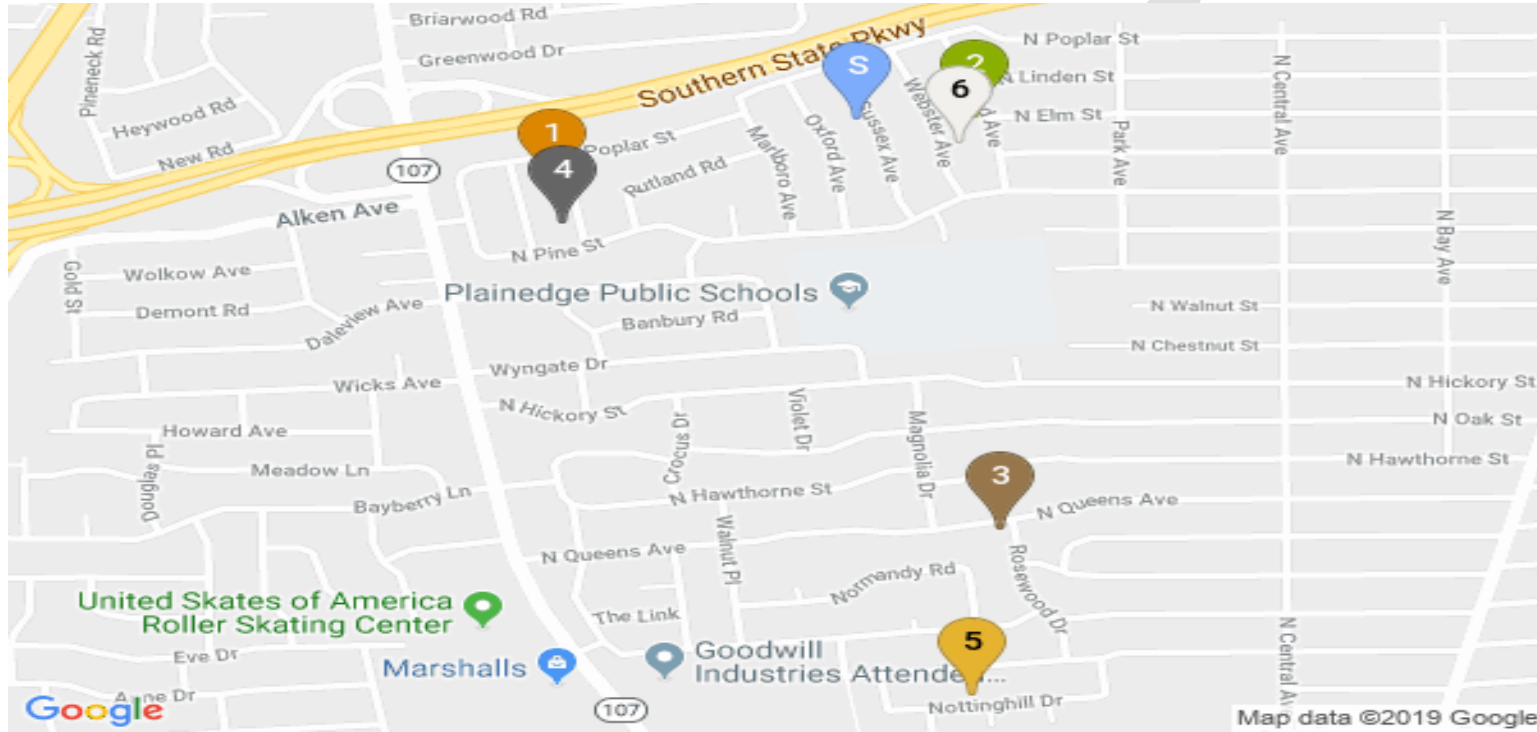 Briarwood Rd
Greenwood Dr
Pineneck Rd
Heywood Rd
New Rd
Southern State Pkwy
N Poplar St
N Linden St
N Elm St
S
2
6
1
4
107
Poplar St
Rutland Rd
Marlboro Ave
Oxford Ave
Sussex Ave
Webster Ave
d Ave
Park Ave
N Central Ave
N Bay Ave
Alken Ave
N Pine St
Gold St
Wolkow Ave
Demont Rd
Daleview Ave
Plainedge Public Schools
Banbury Rd
N Walnut St
N Chestnut St
Wyngate Dr
Wicks Ave
N Hickory St
N Hickory St
Violet Dr
Magnolia Dr
Crocus Dr
N Oak St
Howard Ave
Douglas Pl
Meadow Ln
Bayberry Ln
N Hawthorne St
N Hawthorne St
3
N Queens Ave
N Queens Ave
Walnut Pl
Normandy Rd
Rosewood Dr
United Skates of America
Roller Skating Center
The Link
Eve Dr
Marshalls
Goodwill
Industries Attende...
5
Nottinghill Dr
N Central Av
107
Google
Map data ©2019 Google